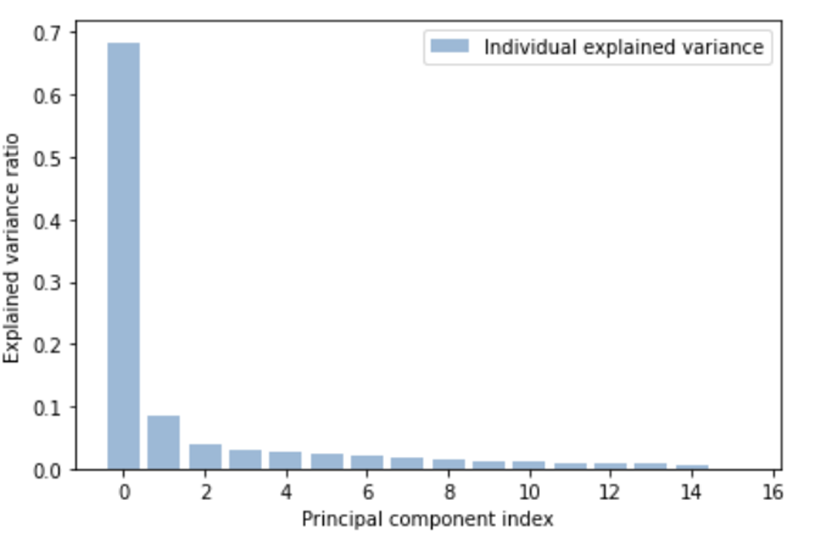 Individual explained variance
Explained variance ratio
0.7
0.6
0.5
0.4
0.3
0.2
0.1
0.0
0 2 4 6 8 10 12 14 16
Principal component index